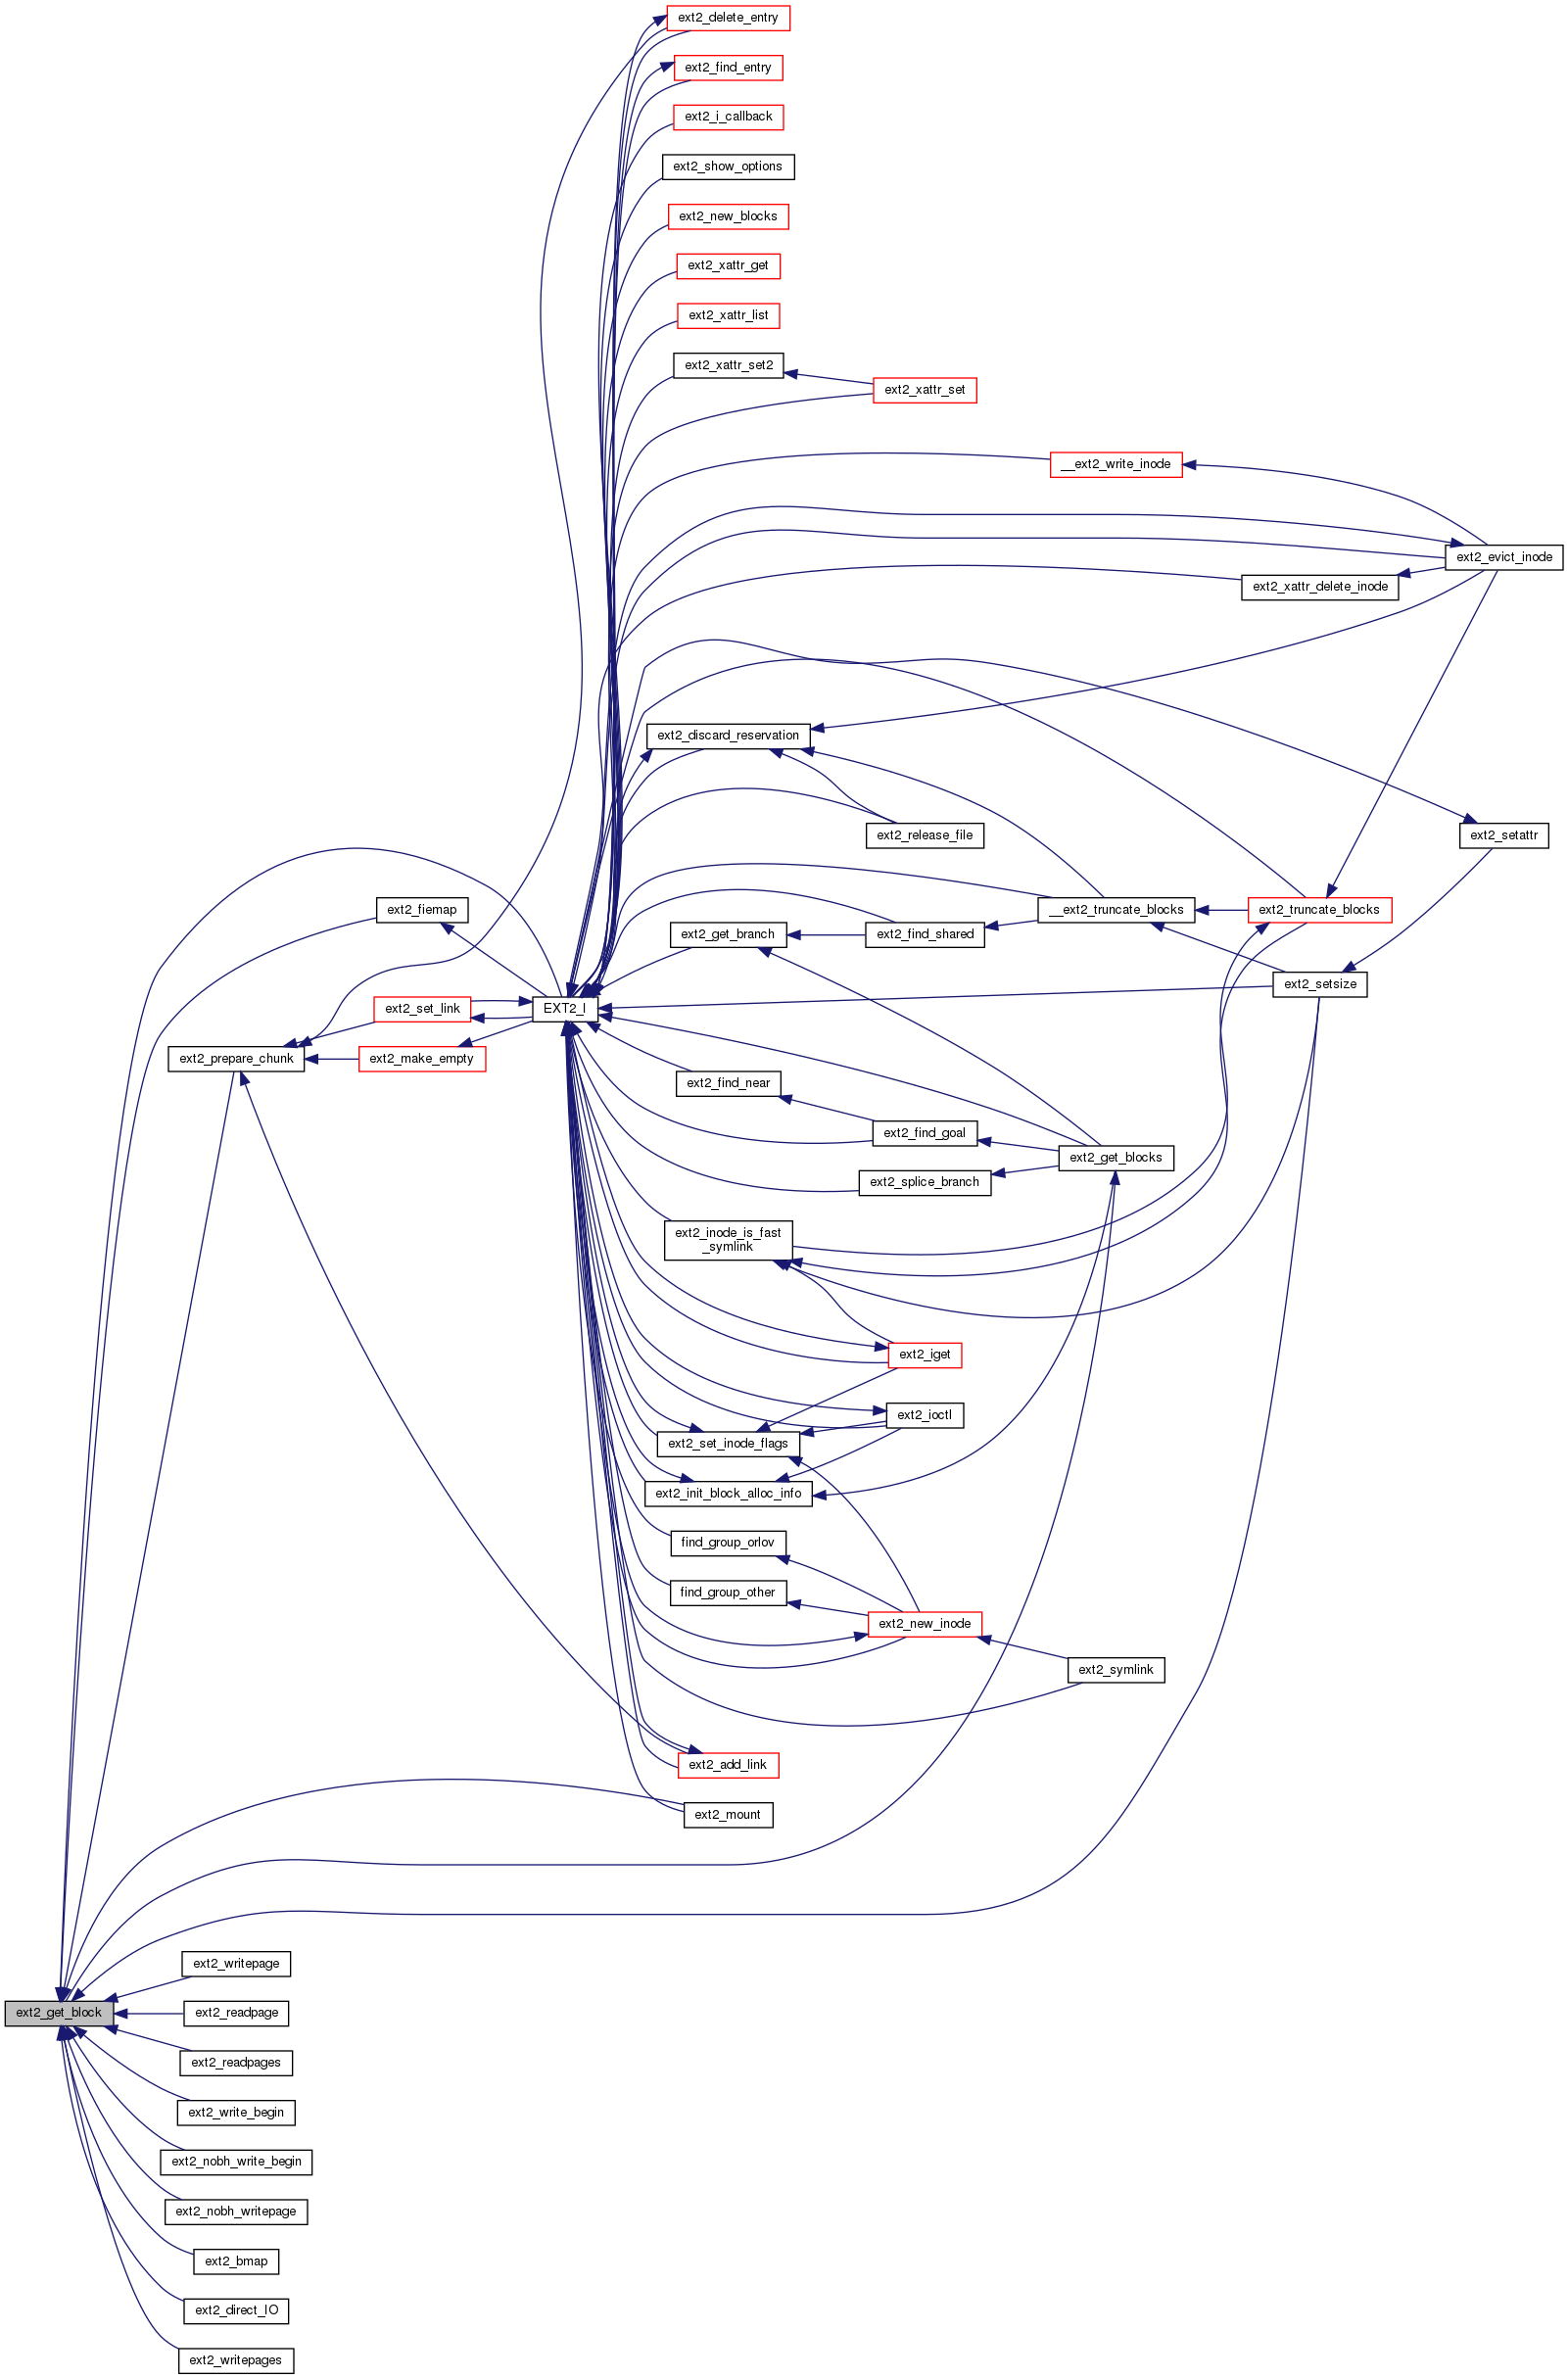 ext2_delete_entry
ext2_find_entry
ext2_i_callback
ext2_show_options
ext2_new_blocks
ext2_xattr_get
ext2_xattr_list
ext2_xattr_set2
ext2_xattr_set
__ext2_write_inode
ext2_evict_inode
ext2_xattr_delete_inode
ext2_discard_reservation
ext2_release_file
ext2_setattr
ext2_fiemap
__ext2_truncate_blocks
ext2_truncate_blocks
ext2_get_branch
ext2_find_shared
ext2_setsize
ext2_set_link
EXT2_I
ext2_prepare_chunk
ext2_make_empty
ext2_find_near
ext2_find_goal
ext2_get_blocks
ext2_splice_branch
ext2_inode_is_fast
_symlink
ext2_iget
ext2_ioctl
ext2_set_inode_flags
ext2_init_block_alloc_info
find_group_orlov
find_group_other
ext2_new_inode
ext2_symlink
ext2_add_link
ext2_mount
ext2_writepage
ext2_get_block
ext2_readpage
ext2_readpages
ext2_write_begin
ext2_nobh_write_begin
ext2_nobh_writepage
ext2_bmap
ext2_direct_IO
ext2_writepages